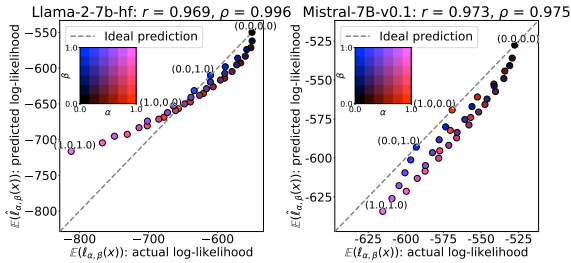 Llama-2-7b-hf: r = 0.969, ρ = 0.996
Ideal prediction
(0.0,0.0)
(0.0,1.0)
(1.0,0.0)
(1.0,1.0)
1.0
β
0.0
0.0 α 1.0
−550
−600
−650
−700
−750
−800
−800 −700 −600
𝔼(ℓ̂α,β(x)): predicted log-likelihood
𝔼(ℓα,β(x)): actual log-likelihood
Mistral-7B-v0.1: r = 0.973, ρ = 0.975
Ideal prediction
(0.0,0.0)
(1.0,0.0)
(0.0,1.0)
(1.0,1.0)
1.0
β
0.0
0.0 α 1.0
−525
−550
−575
−600
−625
−625 −600 −575 −550 −525
𝔼(ℓ̂α,β(x)): predicted log-likelihood
𝔼(ℓα,β(x)): actual log-likelihood